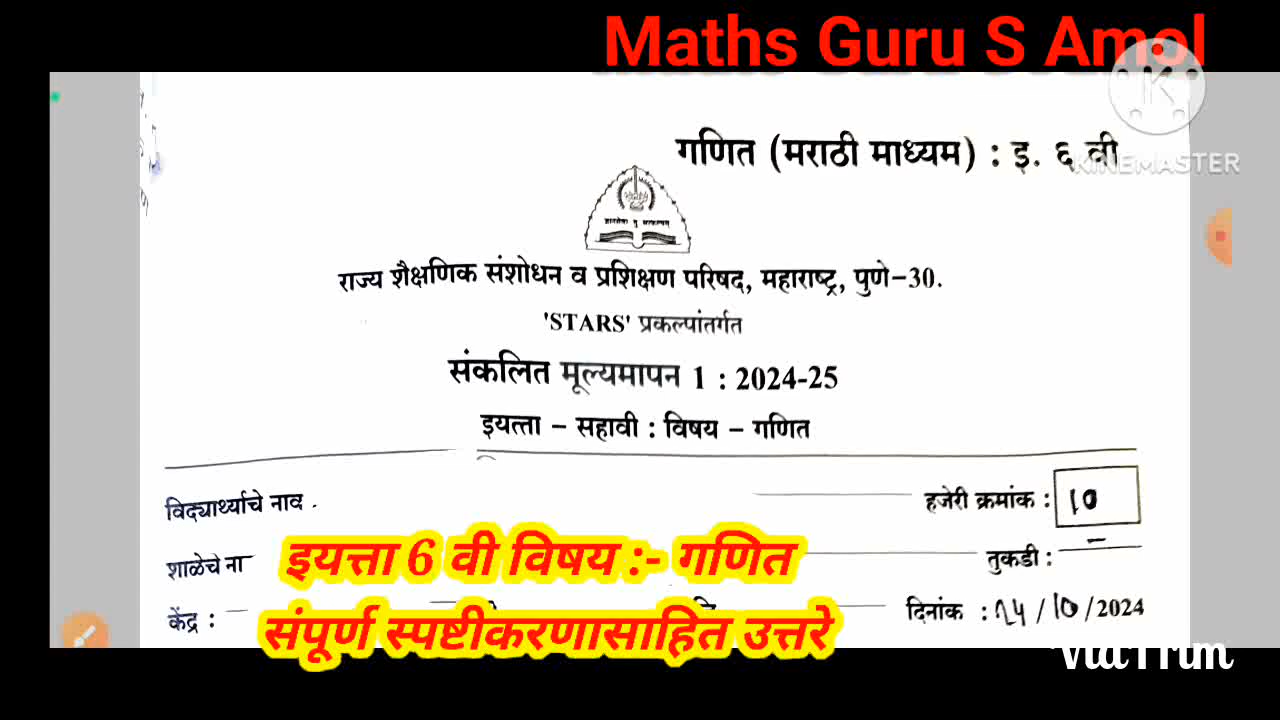 Maths Guru S Amol
KINEMASTER
गणित (मराठी माध्यम) : इ. ६ वी
राज्य शैक्षणिक संशोधन व प्रशिक्षण परिषद, महाराष्ट्र, पुणे-30.
'STARS' प्रकल्पांतर्गत
संकलित मूल्यमापन 1 : 2024-25
इयत्ता - सहावी : विषय - गणित
विद्यार्थ्याचे नाव हजेरी क्रमांक : 10
शाळेचे ना तुकडी :
इयत्ता 6 वी विषय :- गणित
केंद्र : दिनांक : /10/2024
संपूर्ण स्पष्टीकरणासाहित उत्तरे
VidTrim